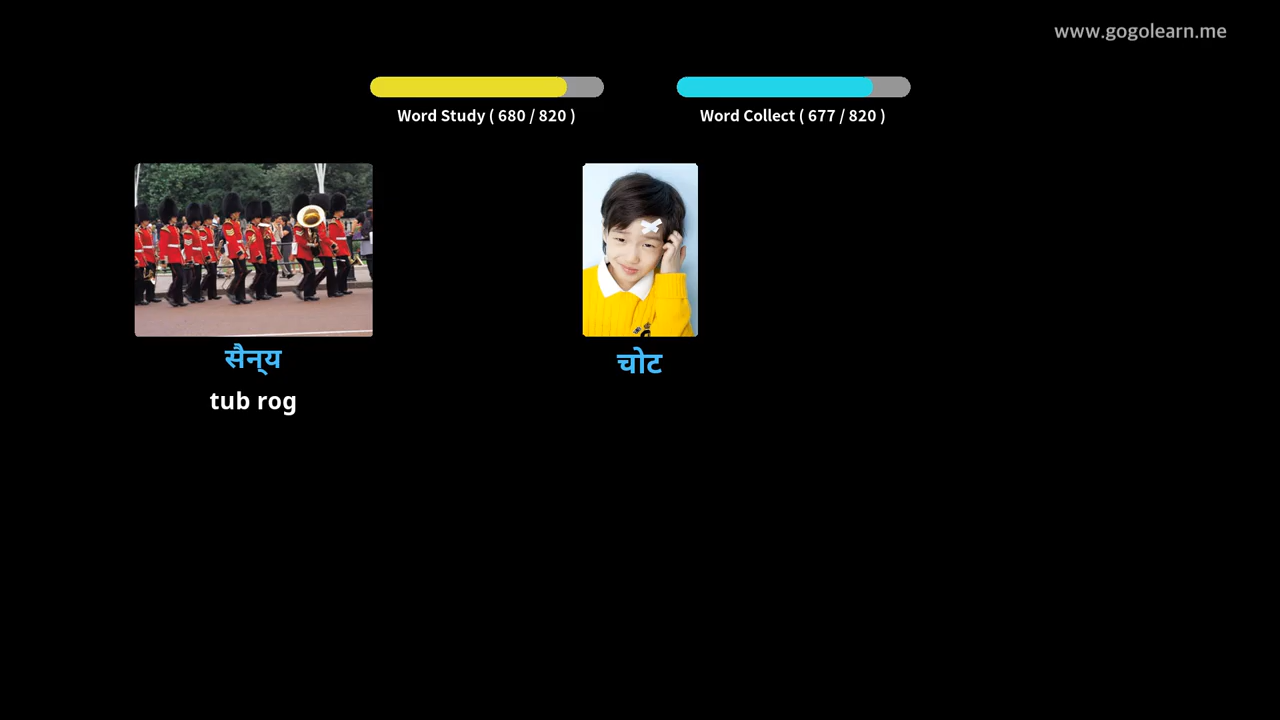 www.gogolearn.me
Word Study ( 680 / 820 )
Word Collect ( 677 / 820 )
सैन्‌य
चोट
tub rog